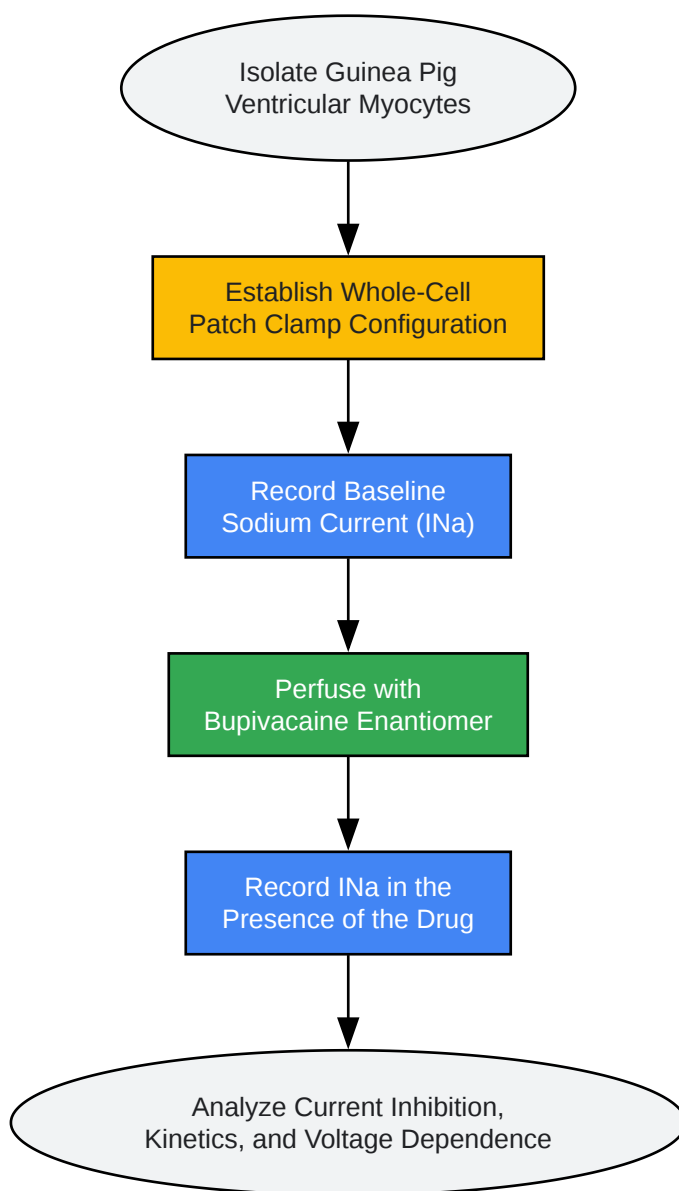 Isolate Guinea Pig
Ventricular Myocytes
Establish Whole-Cell
Patch Clamp Configuration
Record Baseline
Sodium Current (INa)
Perfuse with
Bupivacaine Enantiomer
Record INa in the
Presence of the Drug
Analyze Current Inhibition,
Kinetics, and Voltage Dependence